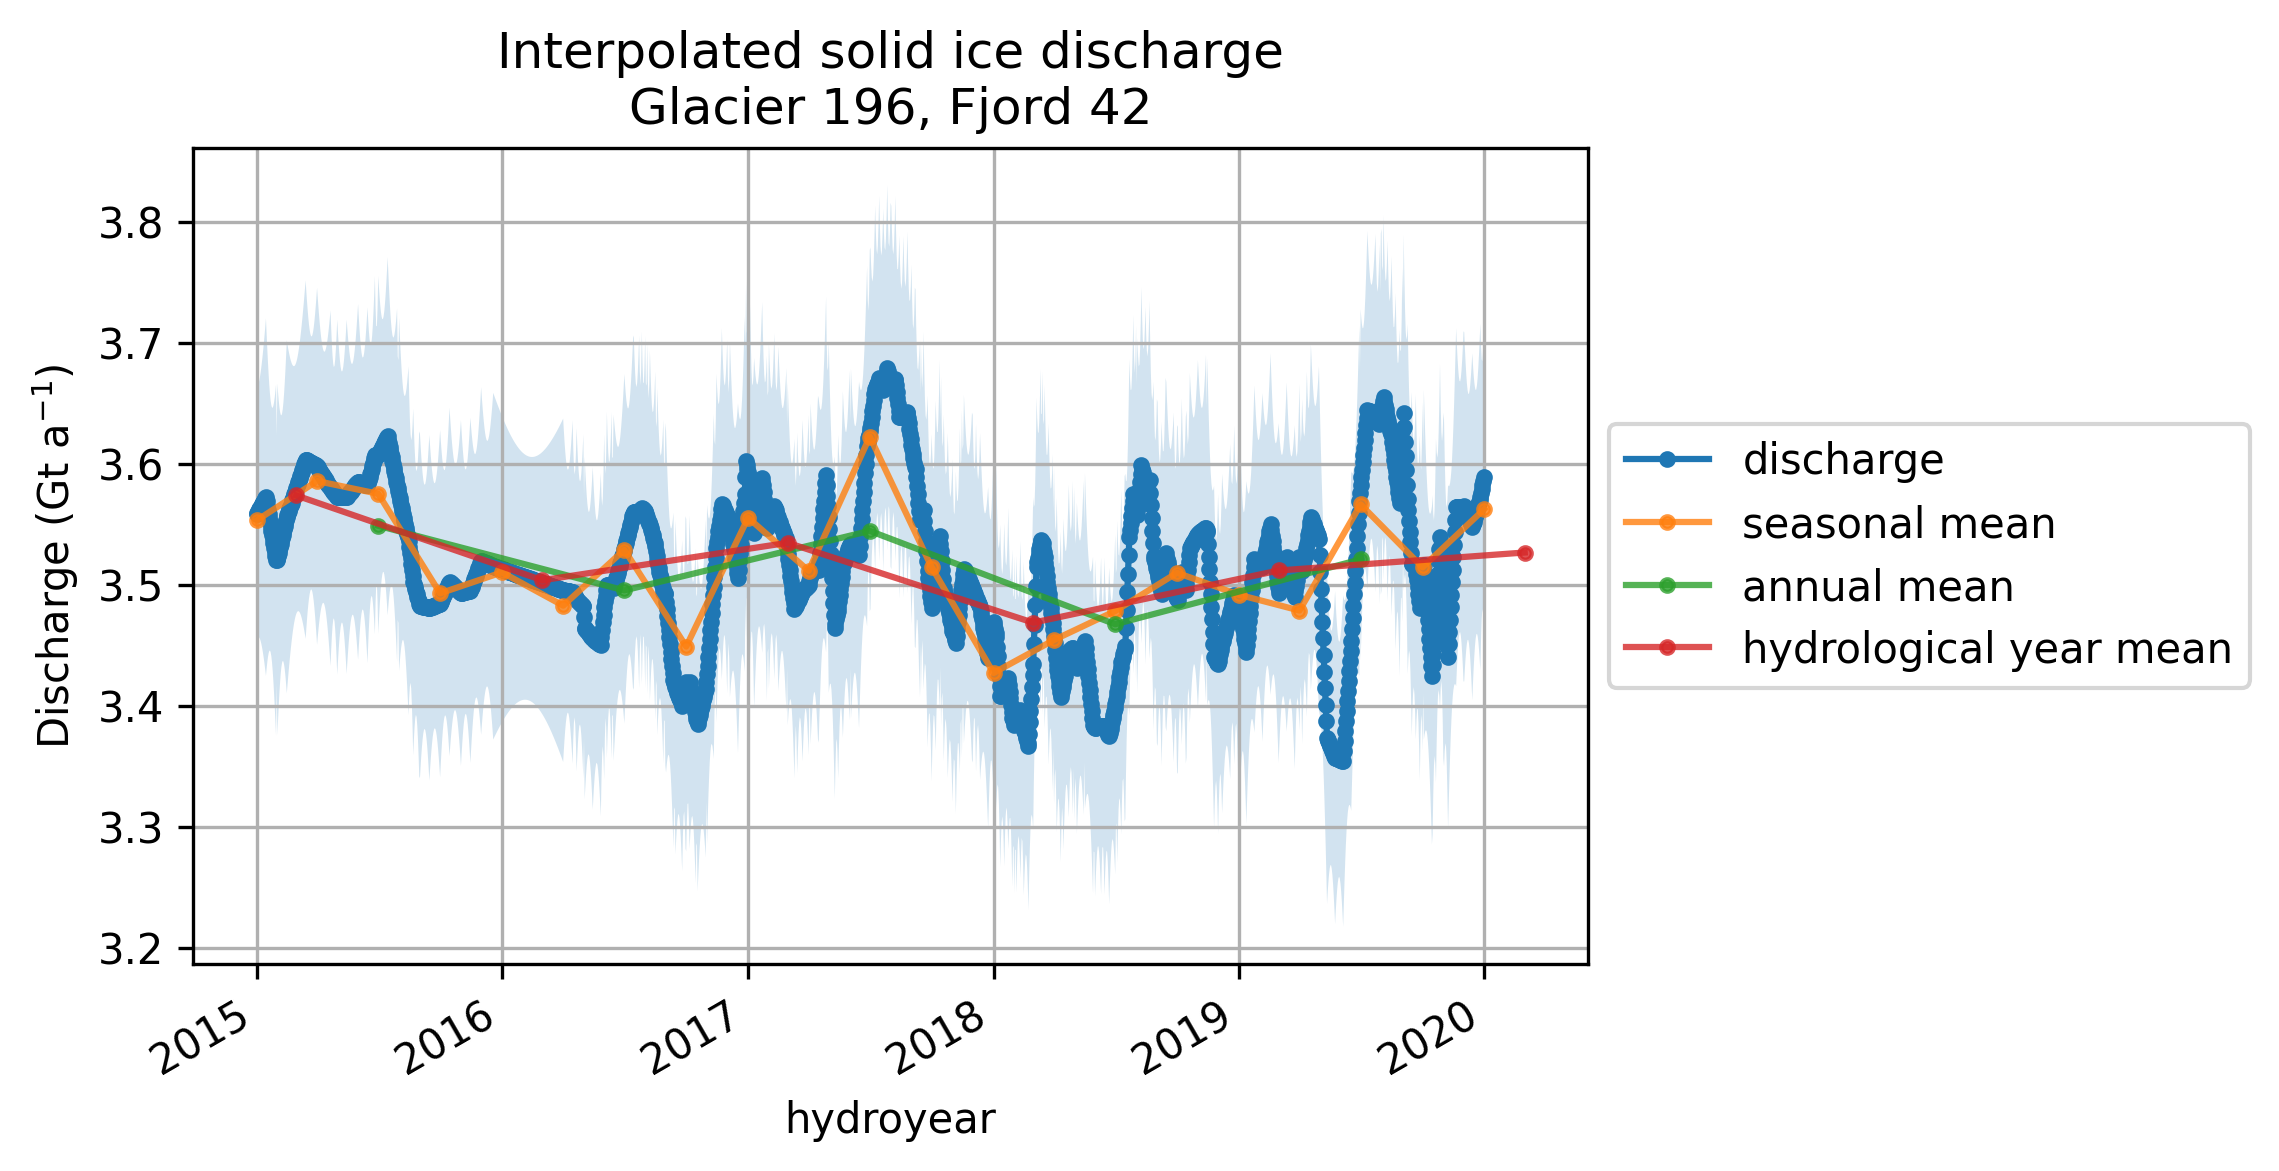 Interpolated solid ice discharge
Glacier 196, Fjord 42
Discharge (Gt a⁻¹)
3.8
3.7
3.6
3.5
3.4
3.3
3.2
2015
2016
2017
2018
2019
2020
hydroyear
discharge
seasonal mean
annual mean
hydrological year mean